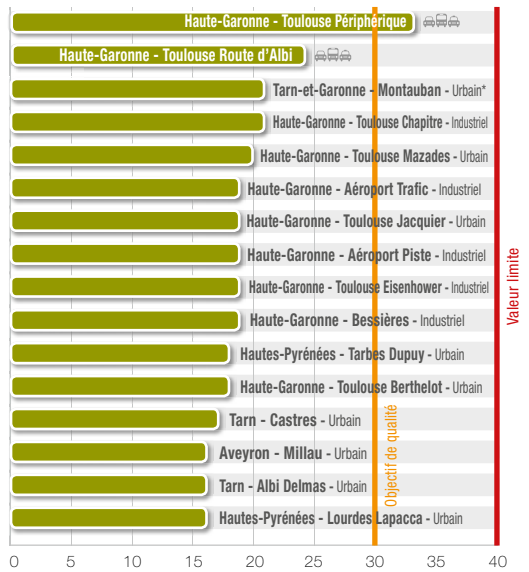 Haute-Garonne - Toulouse Périphérique
Haute-Garonne - Toulouse Route d'Albi
Tarn-et-Garonne - Montauban - Urbain*
Haute-Garonne - Toulouse Chapitre - Industriel
Haute-Garonne - Toulouse Mazades - Urbain
Haute-Garonne - Aéroport Trafic - Industriel
Haute-Garonne - Toulouse Jacquier - Urbain
Haute-Garonne - Aéroport Piste - Industriel
Haute-Garonne - Toulouse Eisenhower - Industriel
Haute-Garonne - Bessières - Industriel
Hautes-Pyrénées - Tarbes Dupuy - Urbain
Haute-Garonne - Toulouse Berthelot - Urbain
Tarn - Castres - Urbain
Aveyron - Millau - Urbain
Tarn - Albi Delmas - Urbain
Hautes-Pyrénées - Lourdes Lapacca - Urbain
Objectif de qualité
Valeur limite
0 5 10 15 20 25 30 35 40